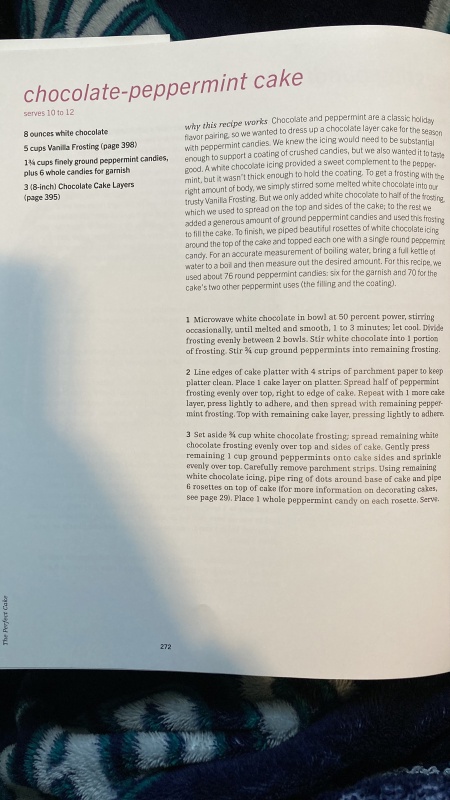 chocolate-peppermint cake
serves 10 to 12
8 ounces white chocolate
5 cups Vanilla Frosting (page 398)
1¾ cups finely ground peppermint candies,
plus 6 whole candies for garnish
3 (8-inch) Chocolate Cake Layers
(page 395)
why this recipe works Chocolate and peppermint are a classic holiday
flavor pairing, so we wanted to dress up a chocolate layer cake for the season
with peppermint candies. We knew the icing would need to be substantial
enough to support a coating of crushed candies, but we also wanted it to taste
good. A white chocolate icing provided a sweet complement to the pepper-
mint, but it wasn't thick enough to hold the coating. To get a frosting with the
right amount of body, we simply stirred some melted white chocolate into our
trusty Vanilla Frosting. But we only added white chocolate to half of the frosting,
which we used to spread on the top and sides of the cake; to the rest we
added a generous amount of ground peppermint candies and used this frosting
to fill the cake. To finish, we piped beautiful rosettes of white chocolate icing
around the top of the cake and topped each one with a single round peppermint
candy. For an accurate measurement of boiling water, bring a full kettle of
water to a boil and then measure out the desired amount. For this recipe, we
used about 76 round peppermint candies: six for the garnish and 70 for the
cake's two other peppermint uses (the filling and the coating).
1 Microwave white chocolate in bowl at 50 percent power, stirring
occasionally, until melted and smooth, 1 to 3 minutes; let cool. Divide
frosting evenly between 2 bowls. Stir white chocolate into 1 portion
of frosting. Stir ¾ cup ground peppermints into remaining frosting.
2 Line edges of cake platter with 4 strips of parchment paper to keep
platter clean. Place 1 cake layer on platter. Spread half of peppermint
frosting evenly over top, right to edge of cake. Repeat with 1 more cake
layer, press lightly to adhere, and then spread with remaining pepper-
mint frosting. Top with remaining cake layer, pressing lightly to adhere.
3 Set aside ¾ cup white chocolate frosting; spread remaining white
chocolate frosting evenly over top and sides of cake. Gently press
remaining 1 cup ground peppermints onto cake sides and sprinkle
evenly over top. Carefully remove parchment strips. Using remaining
white chocolate icing, pipe ring of dots around base of cake and pipe
6 rosettes on top of cake (for more information on decorating cakes,
see page 29). Place 1 whole peppermint candy on each rosette. Serve.
The Perfect Cake
272